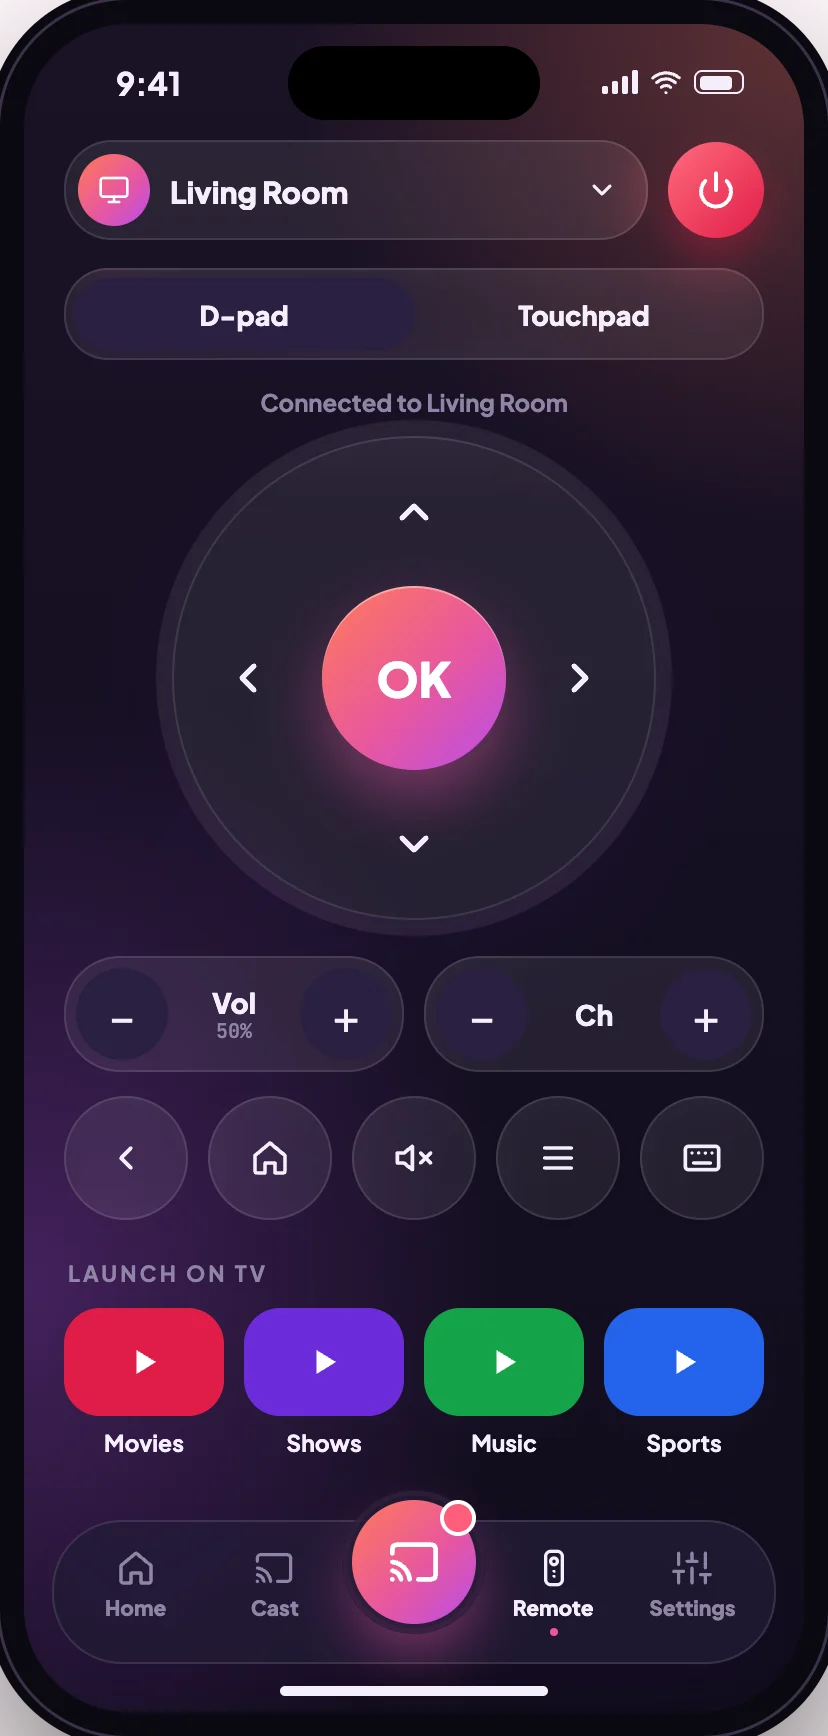 9:41
Living Room
D-pad
Touchpad
Connected to Living Room
OK
Vol
50%
Ch
LAUNCH ON TV
Movies
Shows
Music
Sports
Home
Cast
Remote
Settings